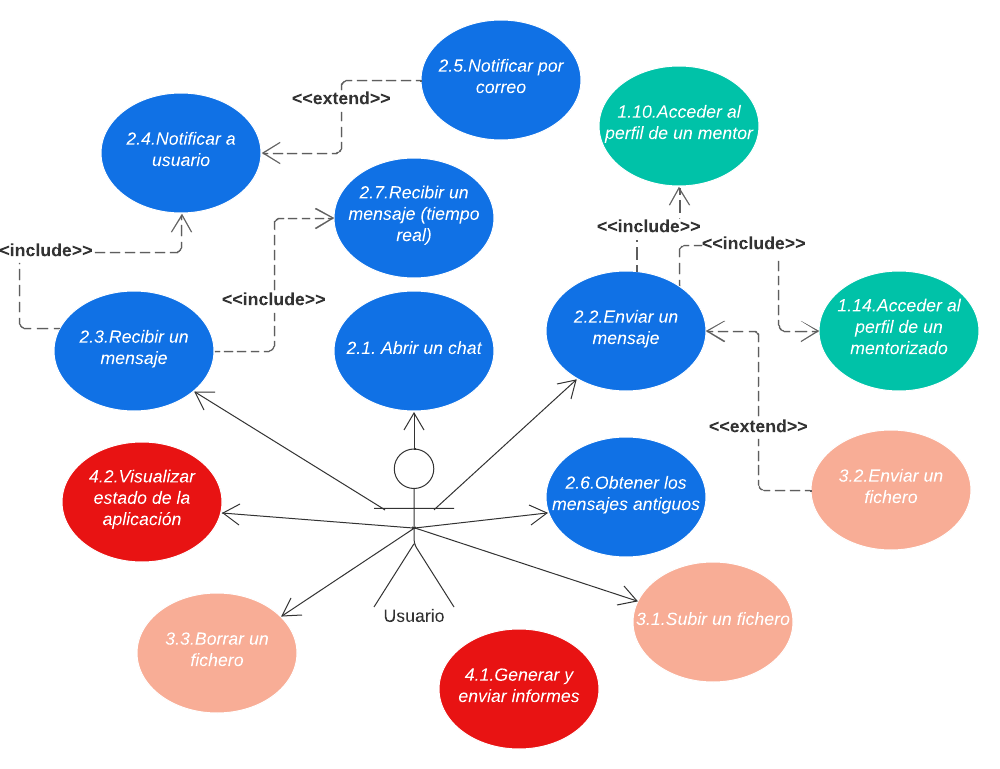 2.5.Notificar por
correo
<<extend>>
1.10.Acceder al
perfil de un mentor
2.4.Notificar a
usuario
2.7.Recibir un
mensaje (tiempo
real)
<<include>>
<<include>>
<include>>
<<include>>
2.3.Recibir un
mensaje
2.1. Abrir un chat
2.2.Enviar un
mensaje
1.14.Acceder al
perfil de un
mentorizado
<<extend>>
4.2.Visualizar
estado de la
aplicación
2.6.Obtener los
mensajes antiguos
3.2.Enviar un
fichero
Usuario
3.1.Subir un fichero
3.3.Borrar un
fichero
4.1.Generar y
enviar informes